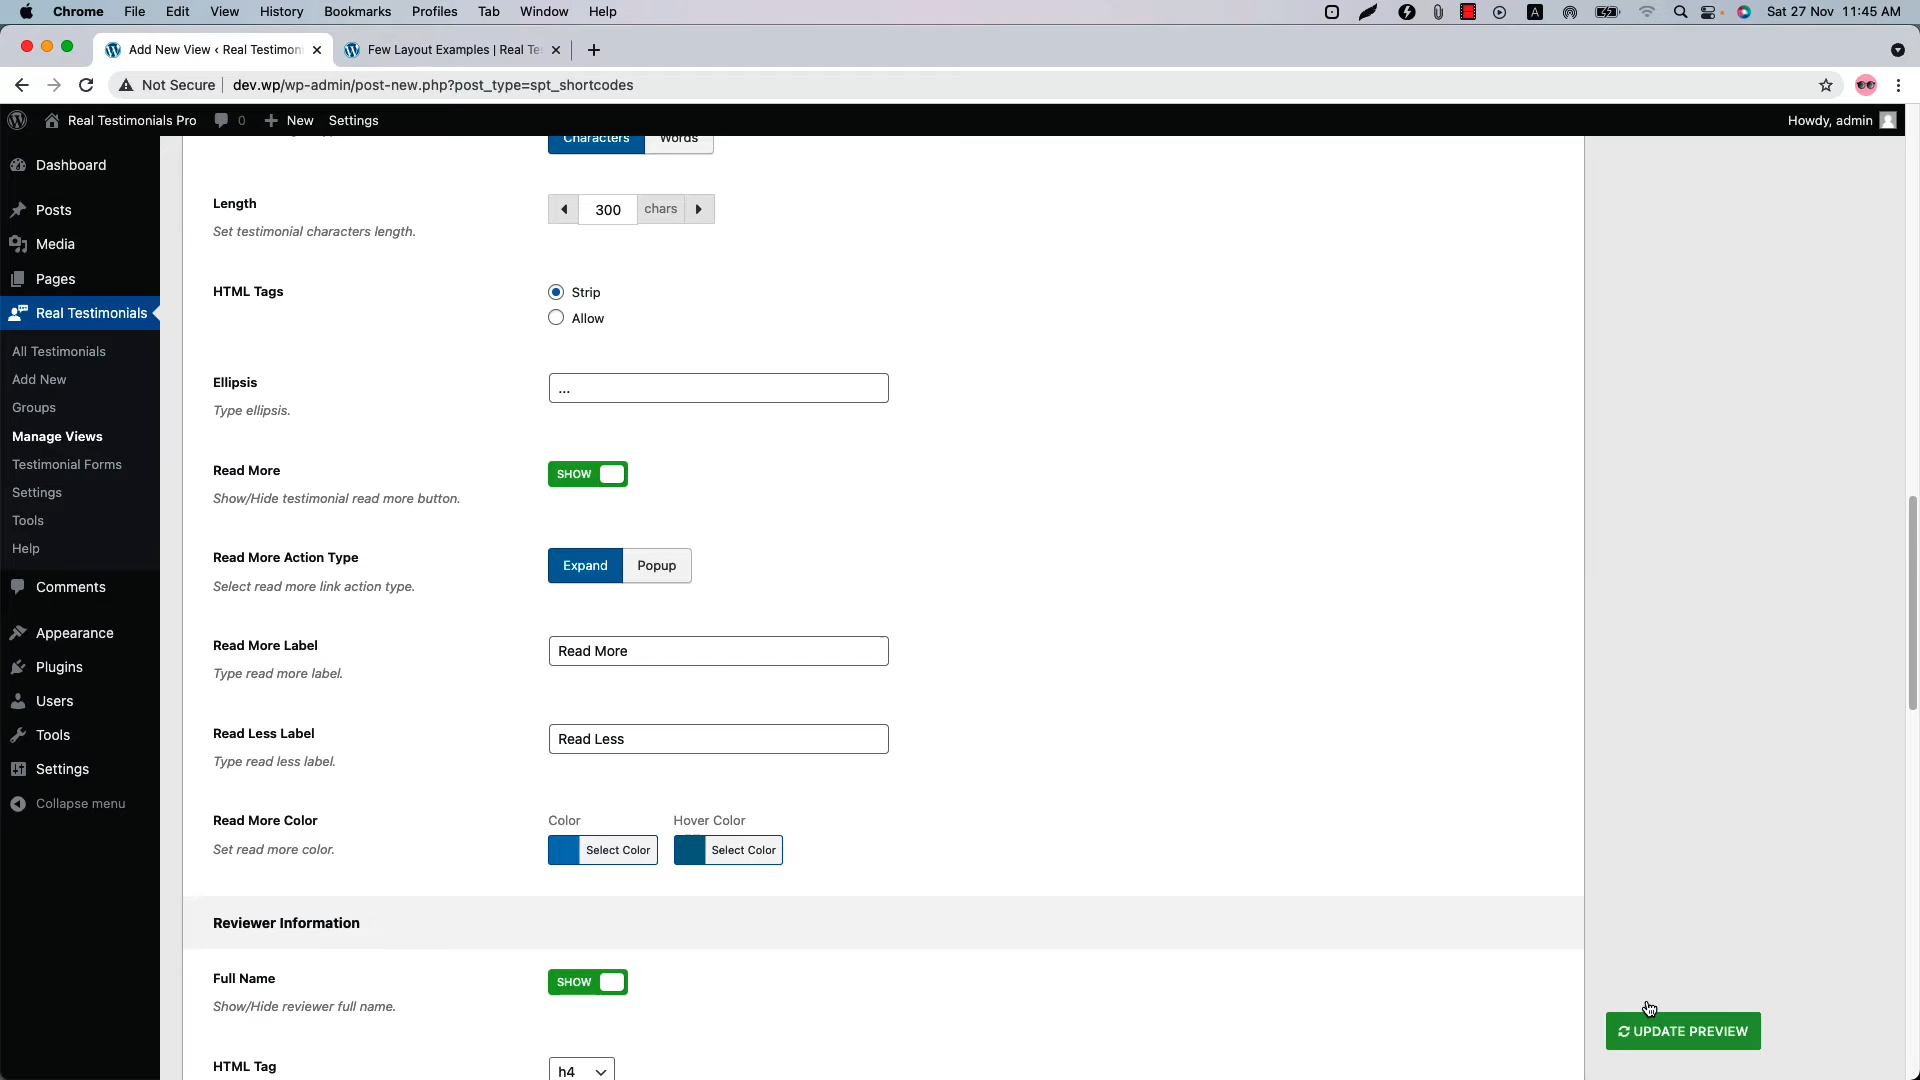 Chrome File Edit View History Bookmarks Profiles Tab Window Help A Sat 27 Nov 11:45 AM
Add New View ‹ Real Testimoni Few Layout Examples | Real Te
Not Secure dev.wp/wp-admin/post-new.php?post_type=spt_shortcodes
Real Testimonials Pro 0 New Settings Howdy, admin
Characters Words
Dashboard
Posts
Media
Pages
Real Testimonials
All Testimonials
Add New
Groups
Manage Views
Testimonial Forms
Settings
Tools
Help
Comments
Appearance
Plugins
Users
Tools
Settings
Collapse menu
Length
Set testimonial characters length.
300 chars
HTML Tags
Strip
Allow
Ellipsis
Type ellipsis.
...
Read More
Show/Hide testimonial read more button.
SHOW
Read More Action Type
Select read more link action type.
Expand Popup
Read More Label
Type read more label.
Read More
Read Less Label
Type read less label.
Read Less
Read More Color
Set read more color.
Color Hover Color
Select Color Select Color
Reviewer Information
Full Name
Show/Hide reviewer full name.
SHOW
HTML Tag
h4
UPDATE PREVIEW